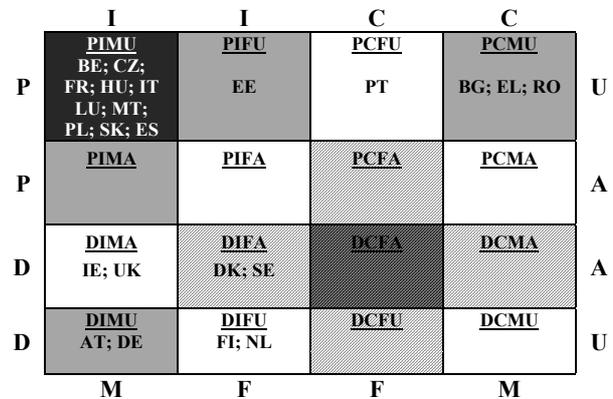 I I C C
P PIMU PIFU PCFU PCMU U
BE; CZ;
FR; HU; IT EE PT BG; EL; RO
LU; MT;
PL; SK; ES
P PIMA PIFA PCFA PCMA A
D DIMA DIFA DCFA DCMA A
IE; UK DK; SE
D DIMU DIFU DCFU DCMU U
AT; DE FI; NL
M F F M